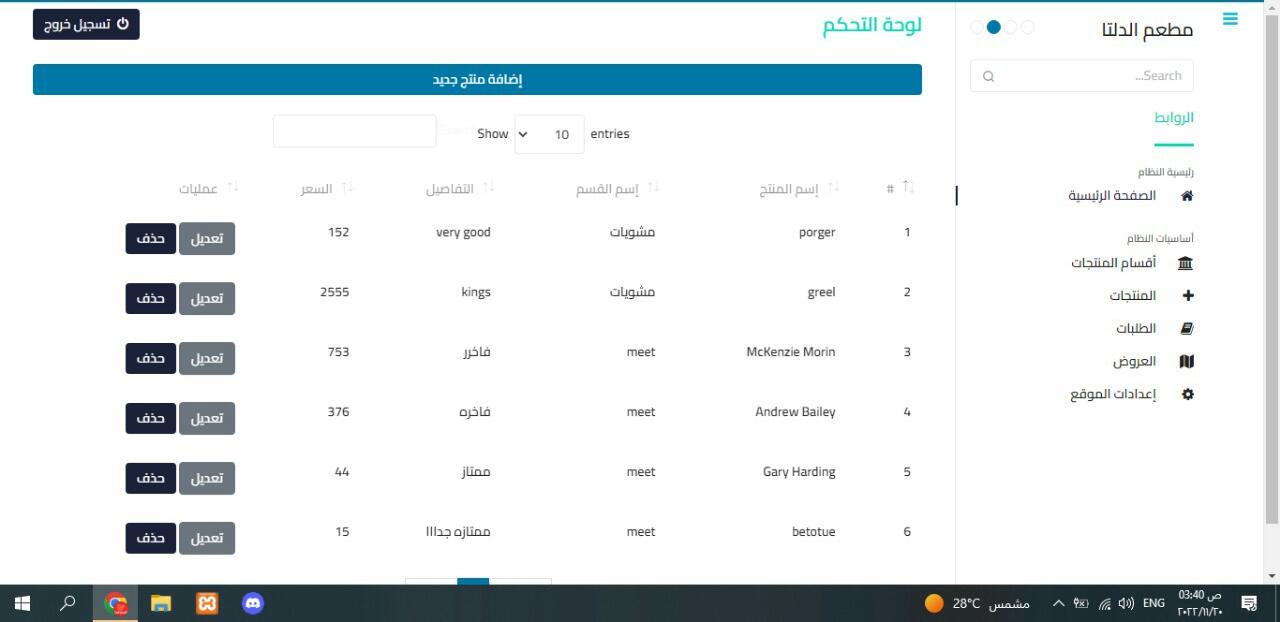 مطعم الدلتا
Search...
الروابط
رئيسية النظام
الصفحة الرئيسية
أساسيات النظام
أقسام المنتجات
المنتجات
الطلبات
العروض
إعدادات الموقع
لوحة التحكم
تسجيل خروج
إضافة منتج جديد
Show 10 entries
# إسم المنتج إسم القسم التفاصيل السعر عمليات
1 porger مشويات very good 152 تعديل حذف
2 greel مشويات kings 2555 تعديل حذف
3 McKenzie Morin meet فاخرر 753 تعديل حذف
4 Andrew Bailey meet فاخره 376 تعديل حذف
5 Gary Harding meet ممتاز 44 تعديل حذف
6 betotue meet ممتازه جدااا 15 تعديل حذف
28°C مشمس
ENG
03:40 ص
٢٠٢٢/١١/٢٠